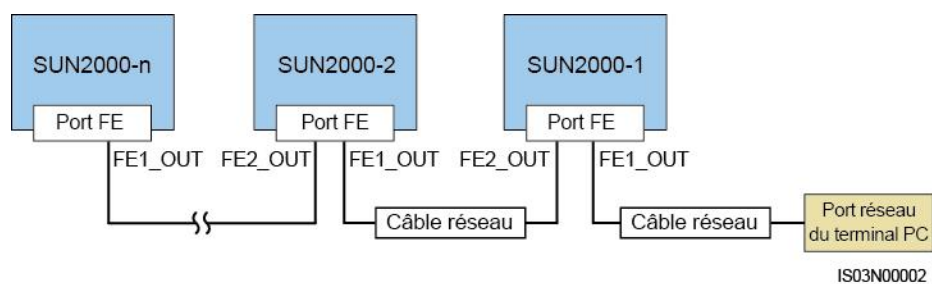 SUN2000-n
SUN2000-2
SUN2000-1
Port FE
Port FE
Port FE
FE1_OUT
FE2_OUT
FE1_OUT
FE2_OUT
FE1_OUT
Câble réseau
Câble réseau
Port réseau
du terminal PC
IS03N00002